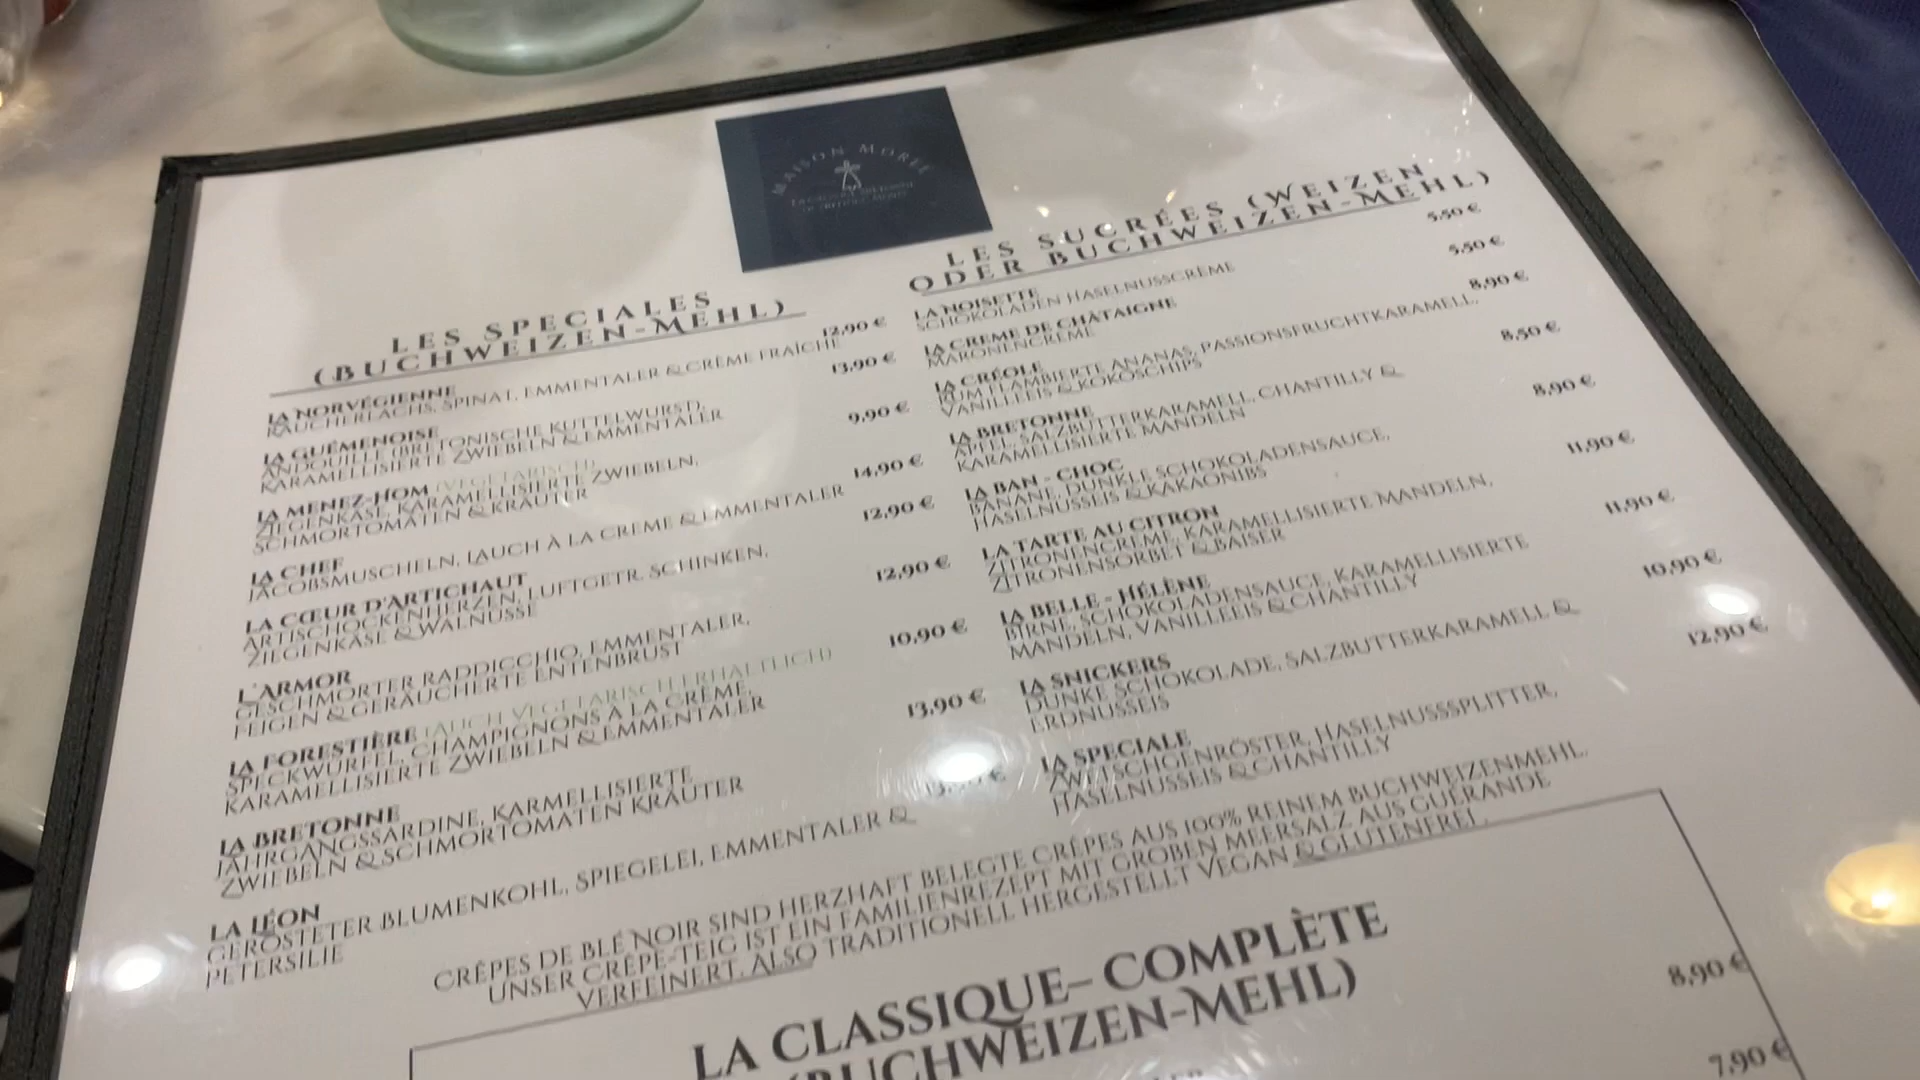 MAISON MOREL
LES SPECIALES
(BUCHWEIZEN-MEHL)
LA NORVÉGIENNE 12,90 €
RÄUCHERLACHS, SPINAT, EMMENTALER & CRÈME FRAÎCHE
LA GUÉMENOISE 13,90 €
ANDOUILLE (BRETONISCHE KUTTELWURST),
KARAMELLISIERTE ZWIEBELN & EMMENTALER
LA MENEZ-HOM (VEGETARISCH) 9,90 €
ZIEGENKÄSE, KARAMELLISIERTE ZWIEBELN,
SCHMORTOMATEN & KRÄUTER
LA CHEF 14,90 €
JACOBSMUSCHELN, LAUCH À LA CREME & EMMENTALER
LA CŒUR D'ARTICHAUT 12,90 €
ARTISCHOCKENHERZEN, LUFTGETR. SCHINKEN,
ZIEGENKÄSE & WALNÜSSE
L'ARMOR 12,90 €
GESCHMORTER RADDICCHIO, EMMENTALER,
FEIGEN & GERÄUCHERTE ENTENBRUST
LA FORESTIÈRE (AUCH VEGETARISCH ERHÄLTLICH) 10,90 €
SPECKWÜRFEL, CHAMPIGNONS À LA CRÈME,
KARAMELLISIERTE ZWIEBELN & EMMENTALER
LA BRETONNE 13,90 €
JAHRGANGSSARDINE, KARMELLISIERTE
ZWIEBELN & SCHMORTOMATEN KRÄUTER
LA LÉON
GERÖSTETER BLUMENKOHL, SPIEGELEI, EMMENTALER &
PETERSILIE
LES SUCRÉES (WEIZEN
ODER BUCHWEIZEN-MEHL)
LA NOISETTE 5,50 €
SCHOKOLADEN HASELNUSSCRÈME
LA CREME DE CHÂTAIGNE 5,50 €
MARONENCREME
LA CRÉOLE 8,90 €
RUM FLAMBIERTE ANANAS, PASSIONSFRUCHTKARAMELL,
VANILLEEIS & KOKOSCHIPS
LA BRETONNE 8,50 €
APFEL, SALZBUTTERKARAMELL, CHANTILLY &
KARAMELLISIERTE MANDELN
LA BAN - CHOC 8,90 €
BANANE, DUNKLE SCHOKOLADENSAUCE,
HASELNUSSEIS & KAKAONIBS
LA TARTE AU CITRON 11,90 €
ZITRONENCREME, KARAMELLISIERTE MANDELN,
ZITRONENSORBET & BAISER
LA BELLE - HÉLÈNE 11,90 €
BIRNE, SCHOKOLADENSAUCE, KARAMELLISIERTE
MANDELN, VANILLEEIS & CHANTILLY
LA SNICKERS 10,90 €
DUNKE SCHOKOLADE, SALZBUTTERKARAMELL &
ERDNUSSEIS
LA SPECIALE 12,90 €
ZWETSCHGENRÖSTER, HASELNUSSSPLITTER,
HASELNUSSEIS & CHANTILLY
CRÊPES DE BLÉ NOIR SIND HERZHAFT BELEGTE CRÊPES AUS 100% REINEM BUCHWEIZENMEHL.
UNSER CRÊPE-TEIG IST EIN FAMILIENREZEPT MIT GROBEN MEERSALZ AUS GUÉRANDE
VERFEINERT. ALSO TRADITIONELL HERGESTELLT VEGAN & GLUTENFREI.
LA CLASSIQUE– COMPLÈTE
(BUCHWEIZEN-MEHL)
8,90 €
7,90 €